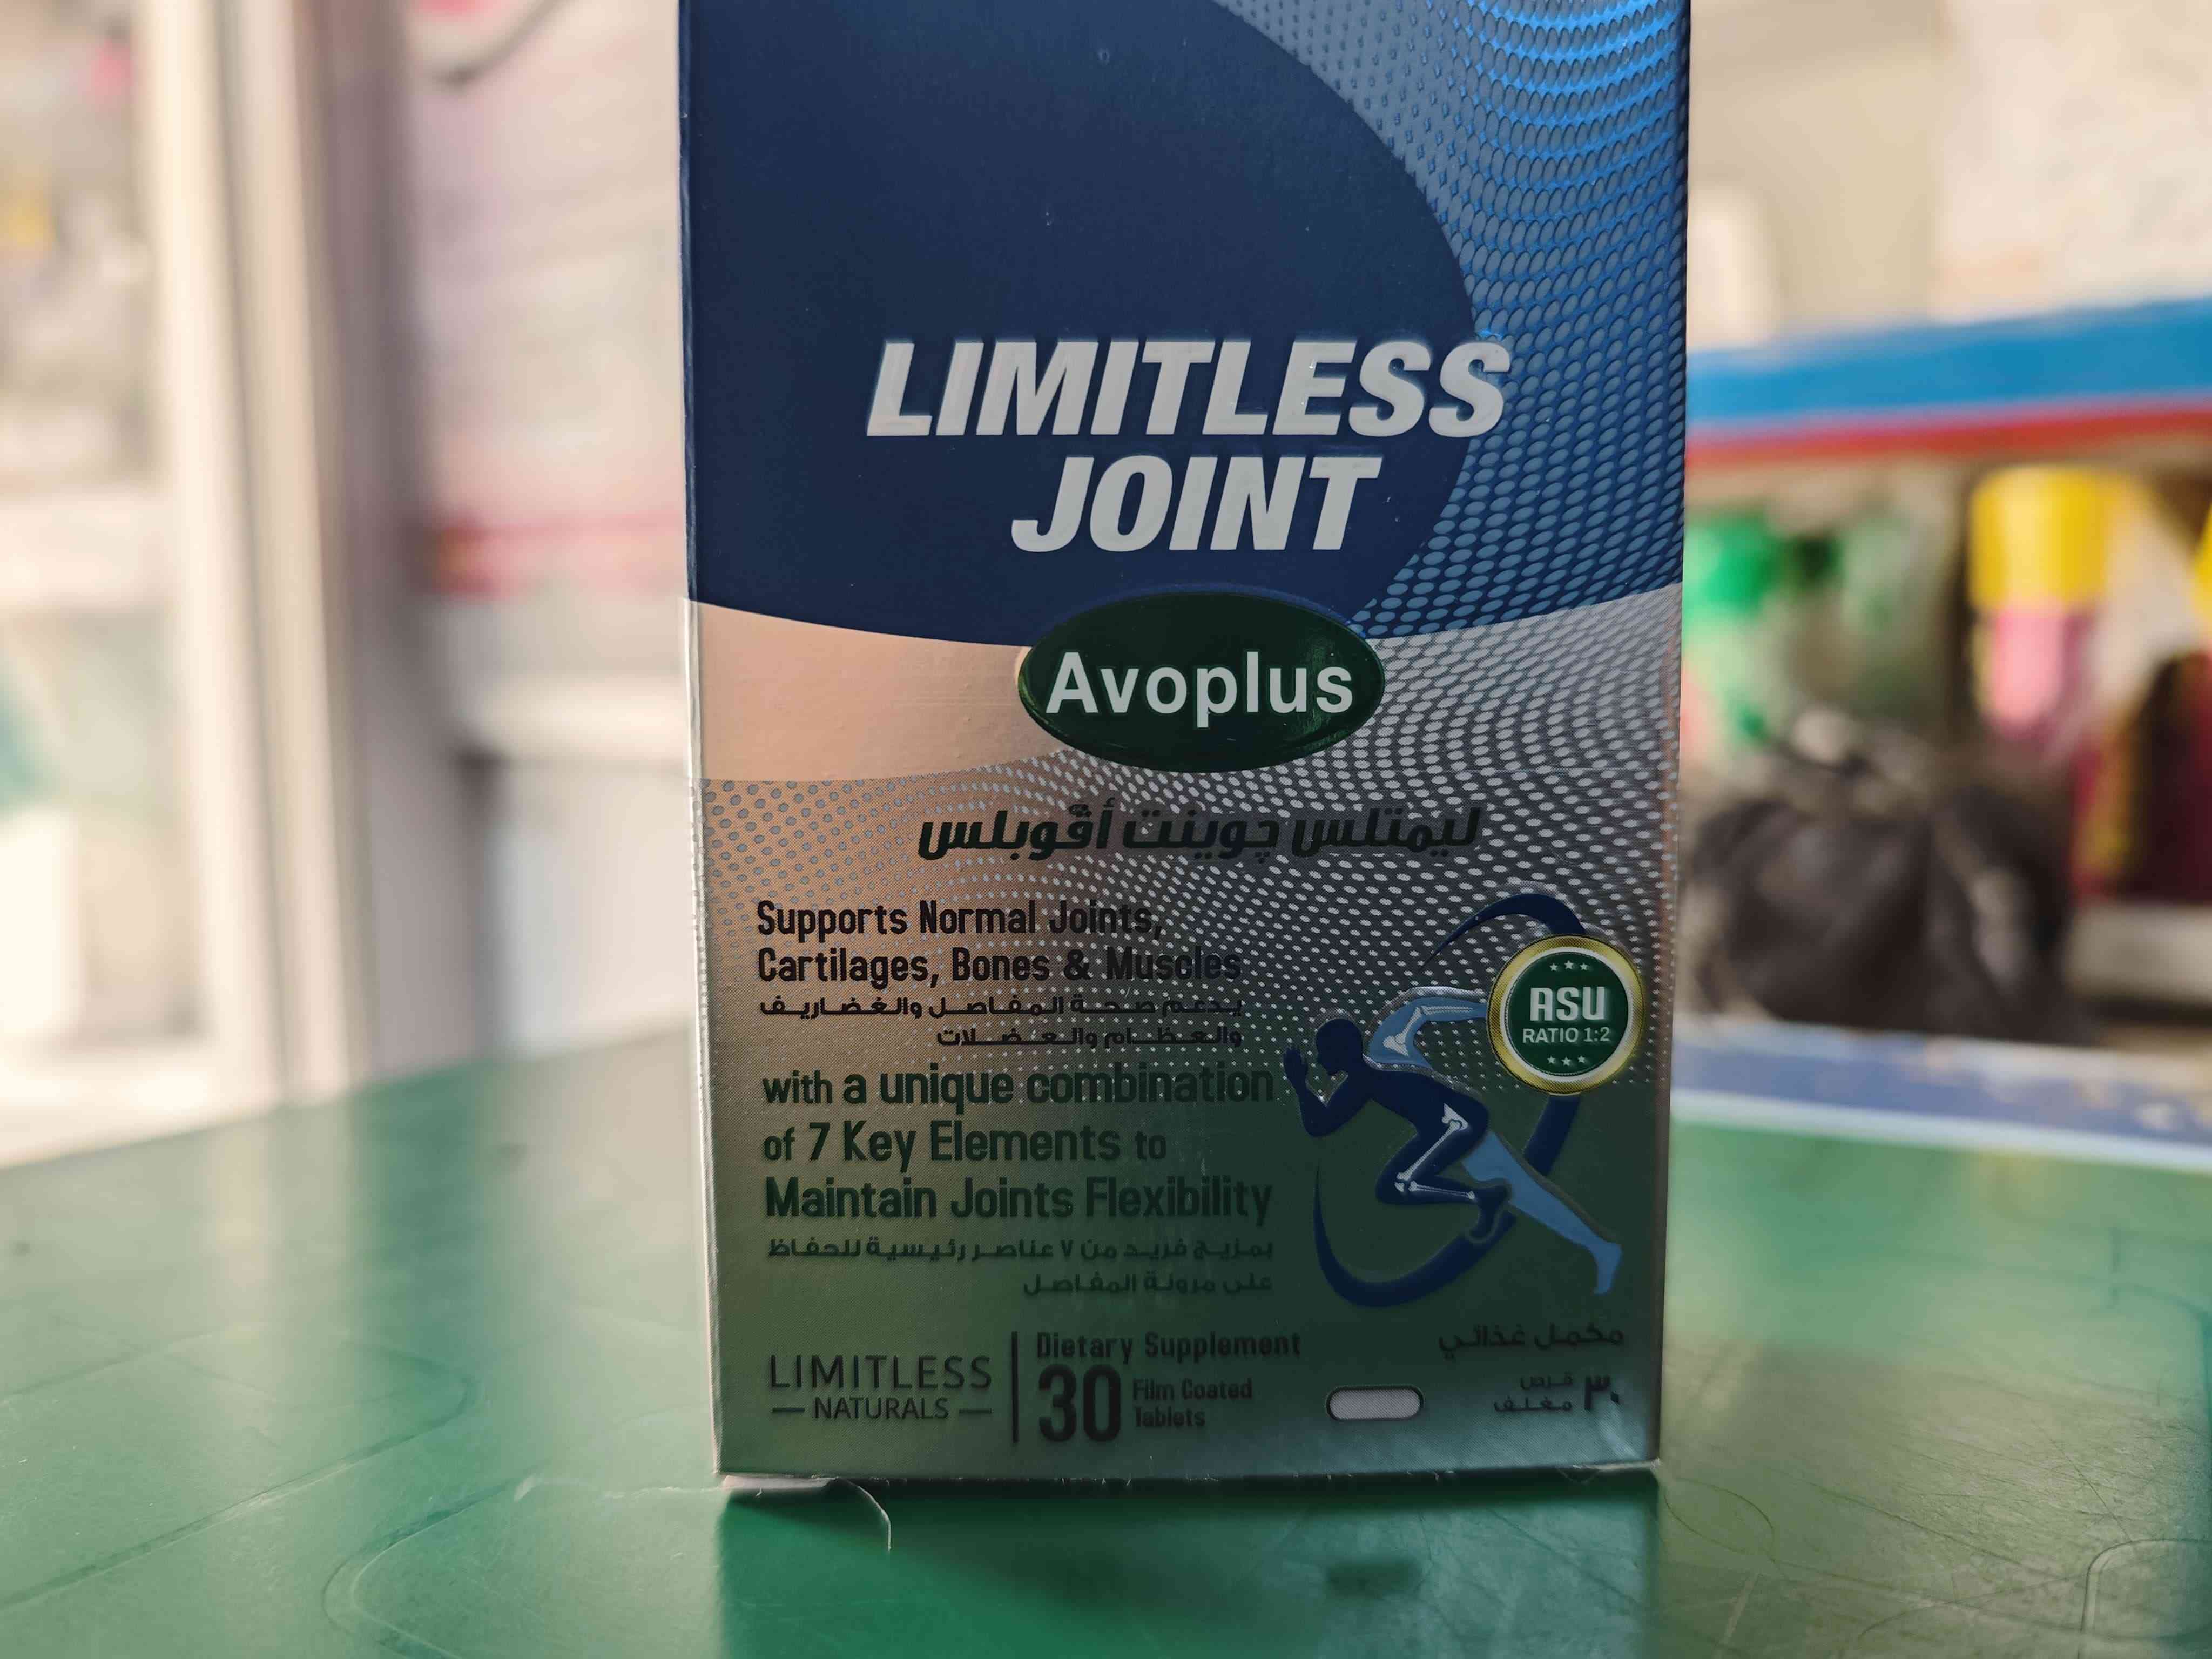 LIMITLESS
JOINT
Avoplus
ليمتلس چوينت أڤوبلس
Supports Normal Joints,
Cartilages, Bones & Muscles
يدعم صحة المفاصل والغضاريف
والعظام والعضلات
ASU
RATIO 1:2
with a unique combination
of 7 Key Elements to
Maintain Joints Flexibility
بمزيج فريد من ٧ عناصر رئيسية للحفاظ
على مرونة المفاصل
LIMITLESS
NATURALS
Dietary Supplement
30 Film Coated
Tablets
مكمل غذائي
٣٠ قرص
مغلف